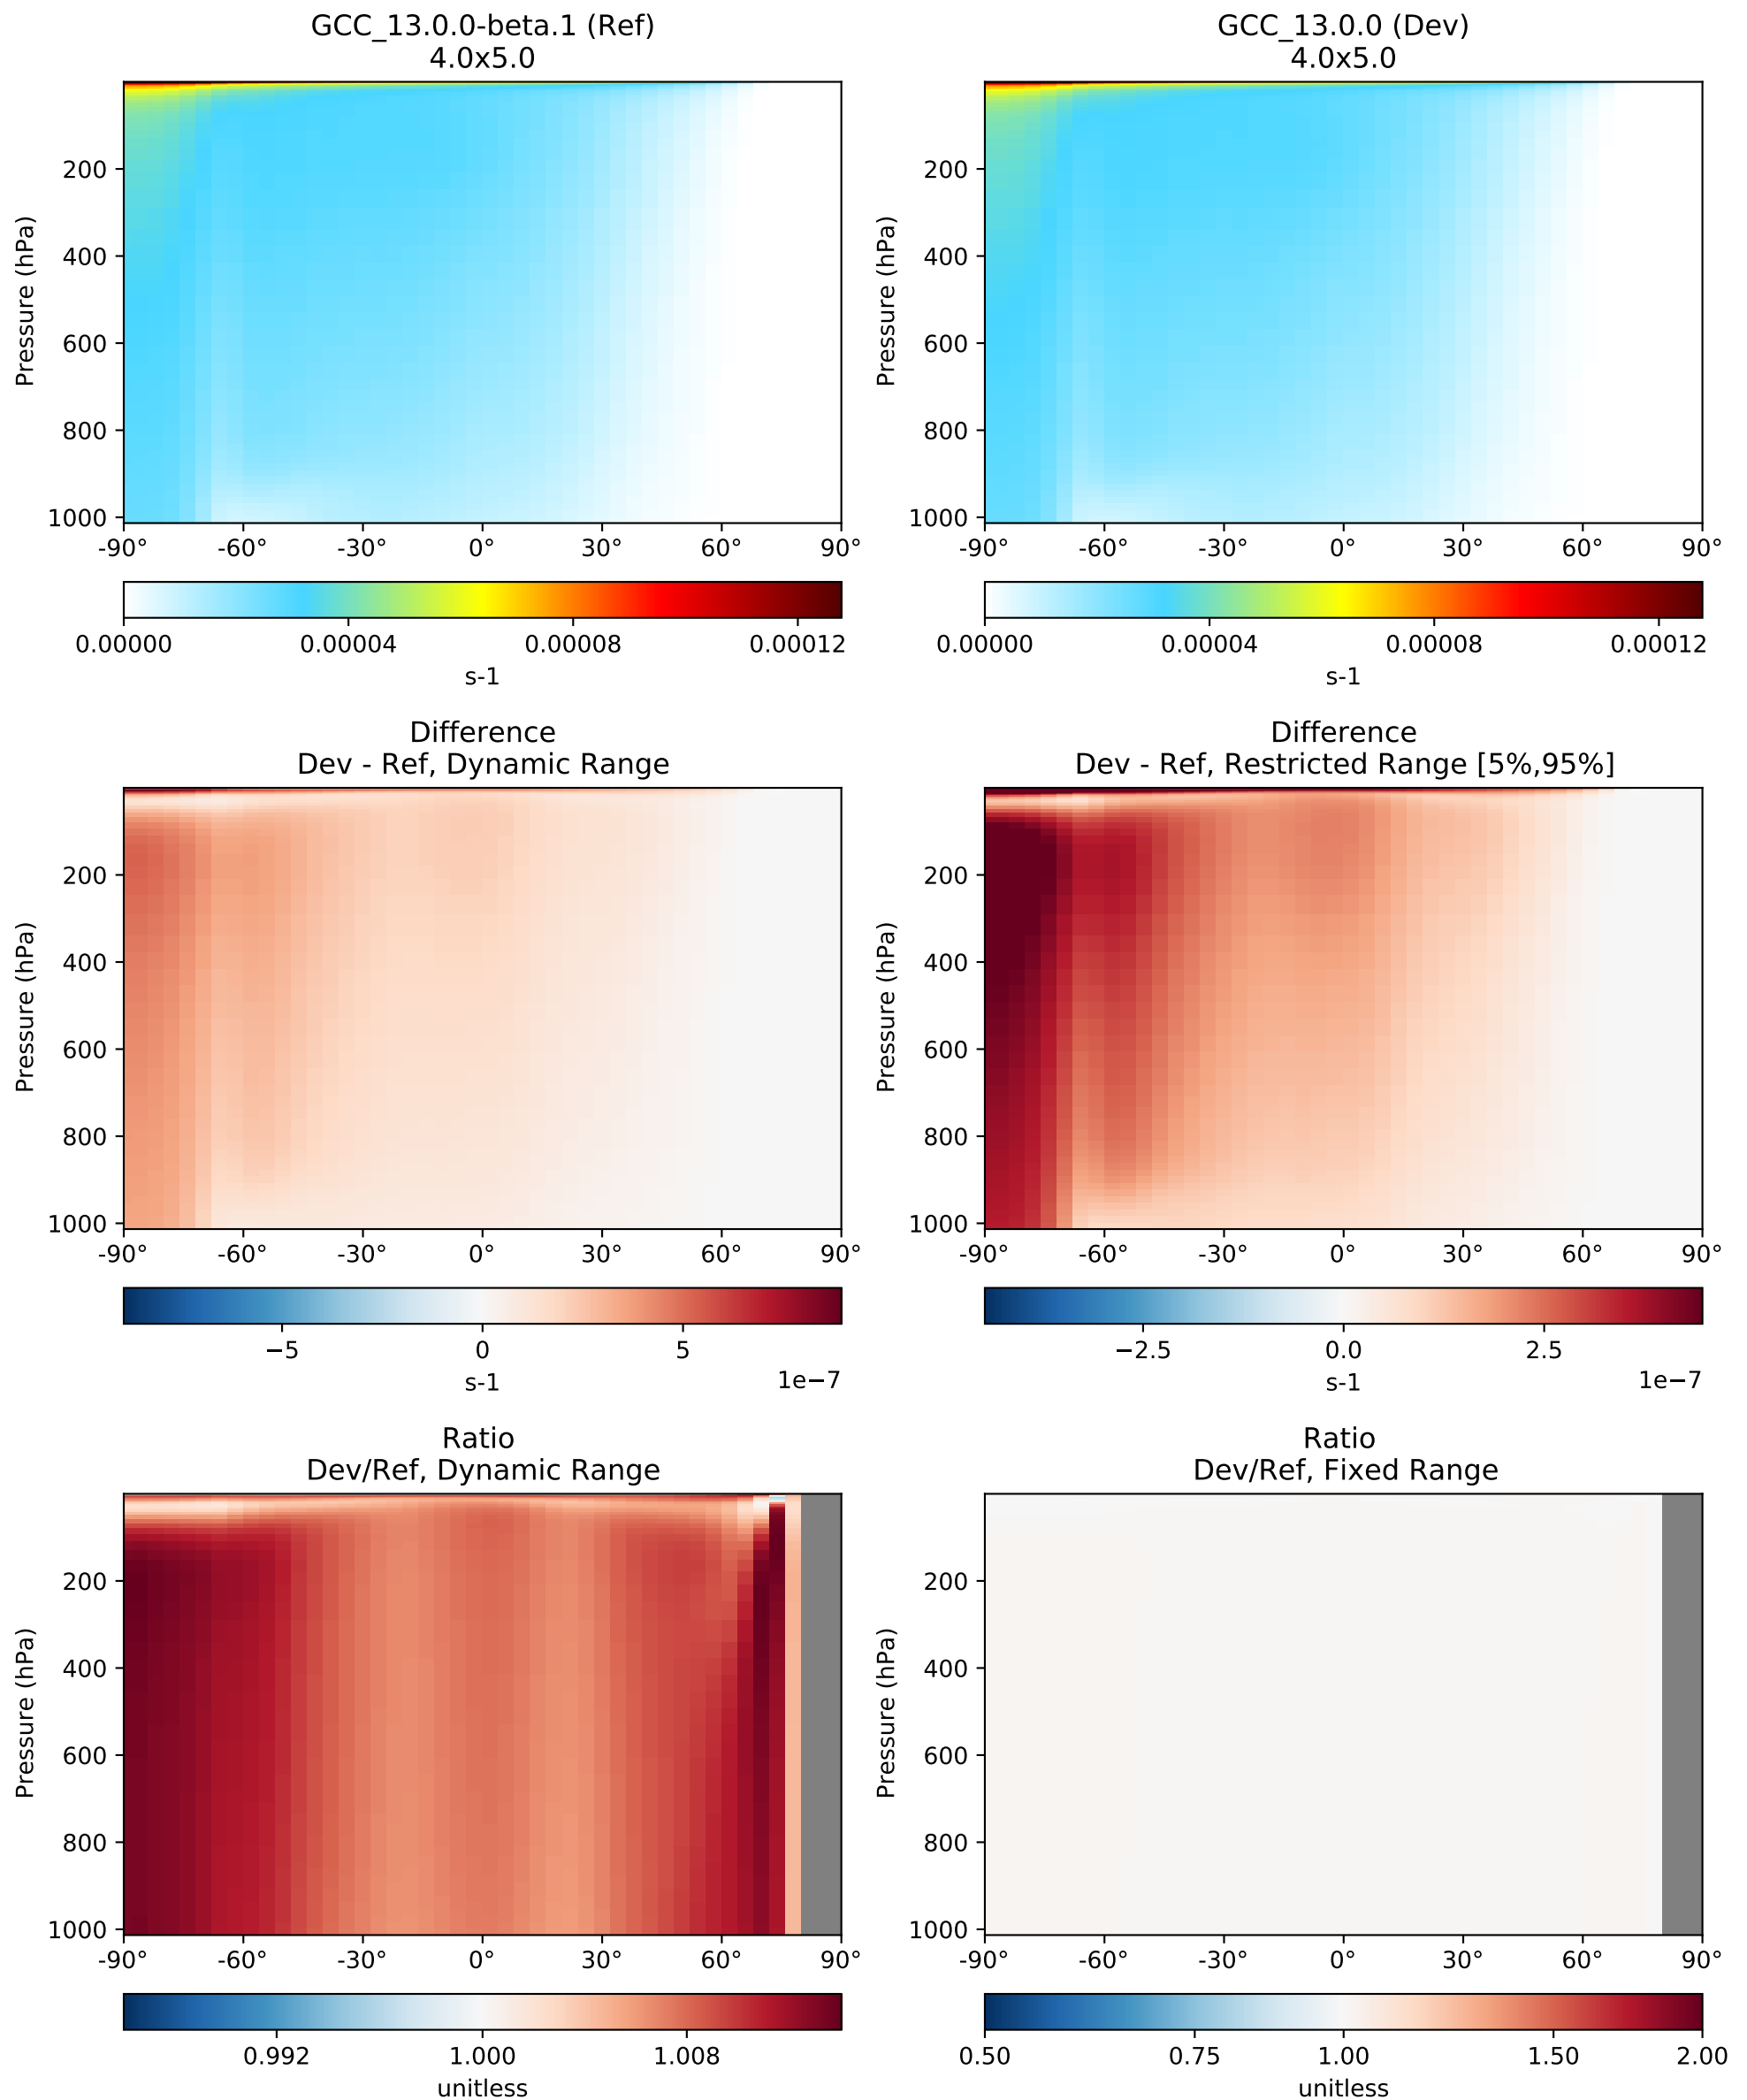 GCC_13.0.0-beta.1 (Ref)
4.0x5.0
Pressure (hPa)
200
400
600
800
1000
-90° -60° -30° 0° 30° 60° 90°
0.00000 0.00004 0.00008 0.00012
s-1
GCC_13.0.0 (Dev)
4.0x5.0
Pressure (hPa)
200
400
600
800
1000
-90° -60° -30° 0° 30° 60° 90°
0.00000 0.00004 0.00008 0.00012
s-1
Difference
Dev - Ref, Dynamic Range
Pressure (hPa)
200
400
600
800
1000
-90° -60° -30° 0° 30° 60° 90°
−5 0 5
s-1 1e−7
Difference
Dev - Ref, Restricted Range [5%,95%]
Pressure (hPa)
200
400
600
800
1000
-90° -60° -30° 0° 30° 60° 90°
−2.5 0.0 2.5
s-1 1e−7
Ratio
Dev/Ref, Dynamic Range
Pressure (hPa)
200
400
600
800
1000
-90° -60° -30° 0° 30° 60° 90°
0.992 1.000 1.008
unitless
Ratio
Dev/Ref, Fixed Range
Pressure (hPa)
200
400
600
800
1000
-90° -60° -30° 0° 30° 60° 90°
0.50 0.75 1.00 1.50 2.00
unitless